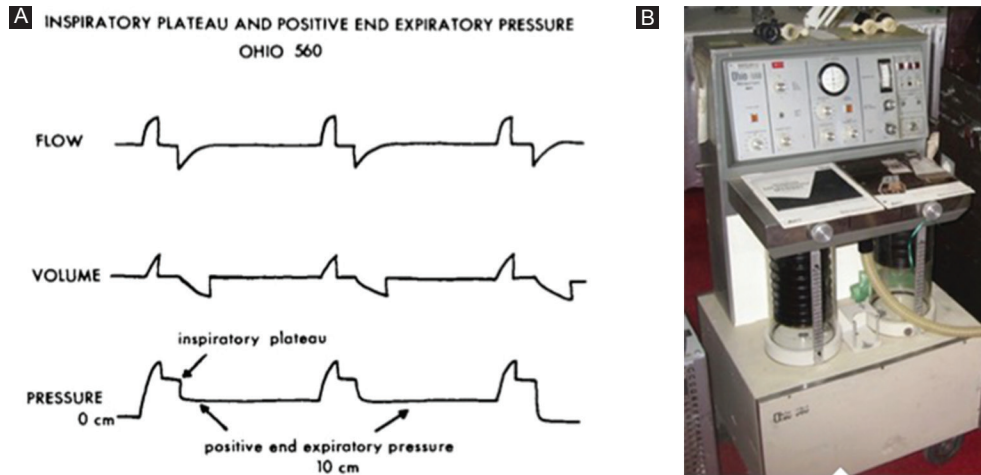 A
INSPIRATORY PLATEAU AND POSITIVE END EXPIRATORY PRESSURE
OHIO 560
FLOW
VOLUME
inspiratory plateau
PRESSURE
0 cm
positive end expiratory pressure
10 cm
B
Ohio